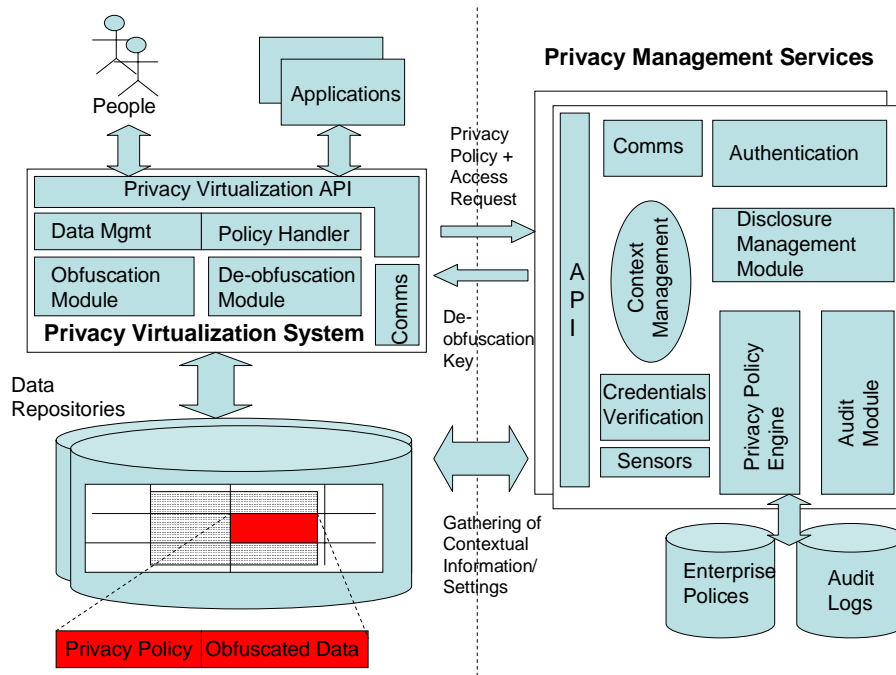 People
Applications
Privacy Virtualization API
Data Mgmt
Policy Handler
Obfuscation
Module
De-obfuscation
Module
Comms
Privacy Virtualization System
Data
Repositories
Privacy Policy
Obfuscated Data
Privacy
Policy +
Access
Request
De-
obfuscation
Key
Gathering of
Contextual
Information/
Settings
Privacy Management Services
A
P
I
Comms
Authentication
Context
Management
Disclosure
Management
Module
Credentials
Verification
Sensors
Privacy Policy
Engine
Audit
Module
Enterprise
Polices
Audit
Logs